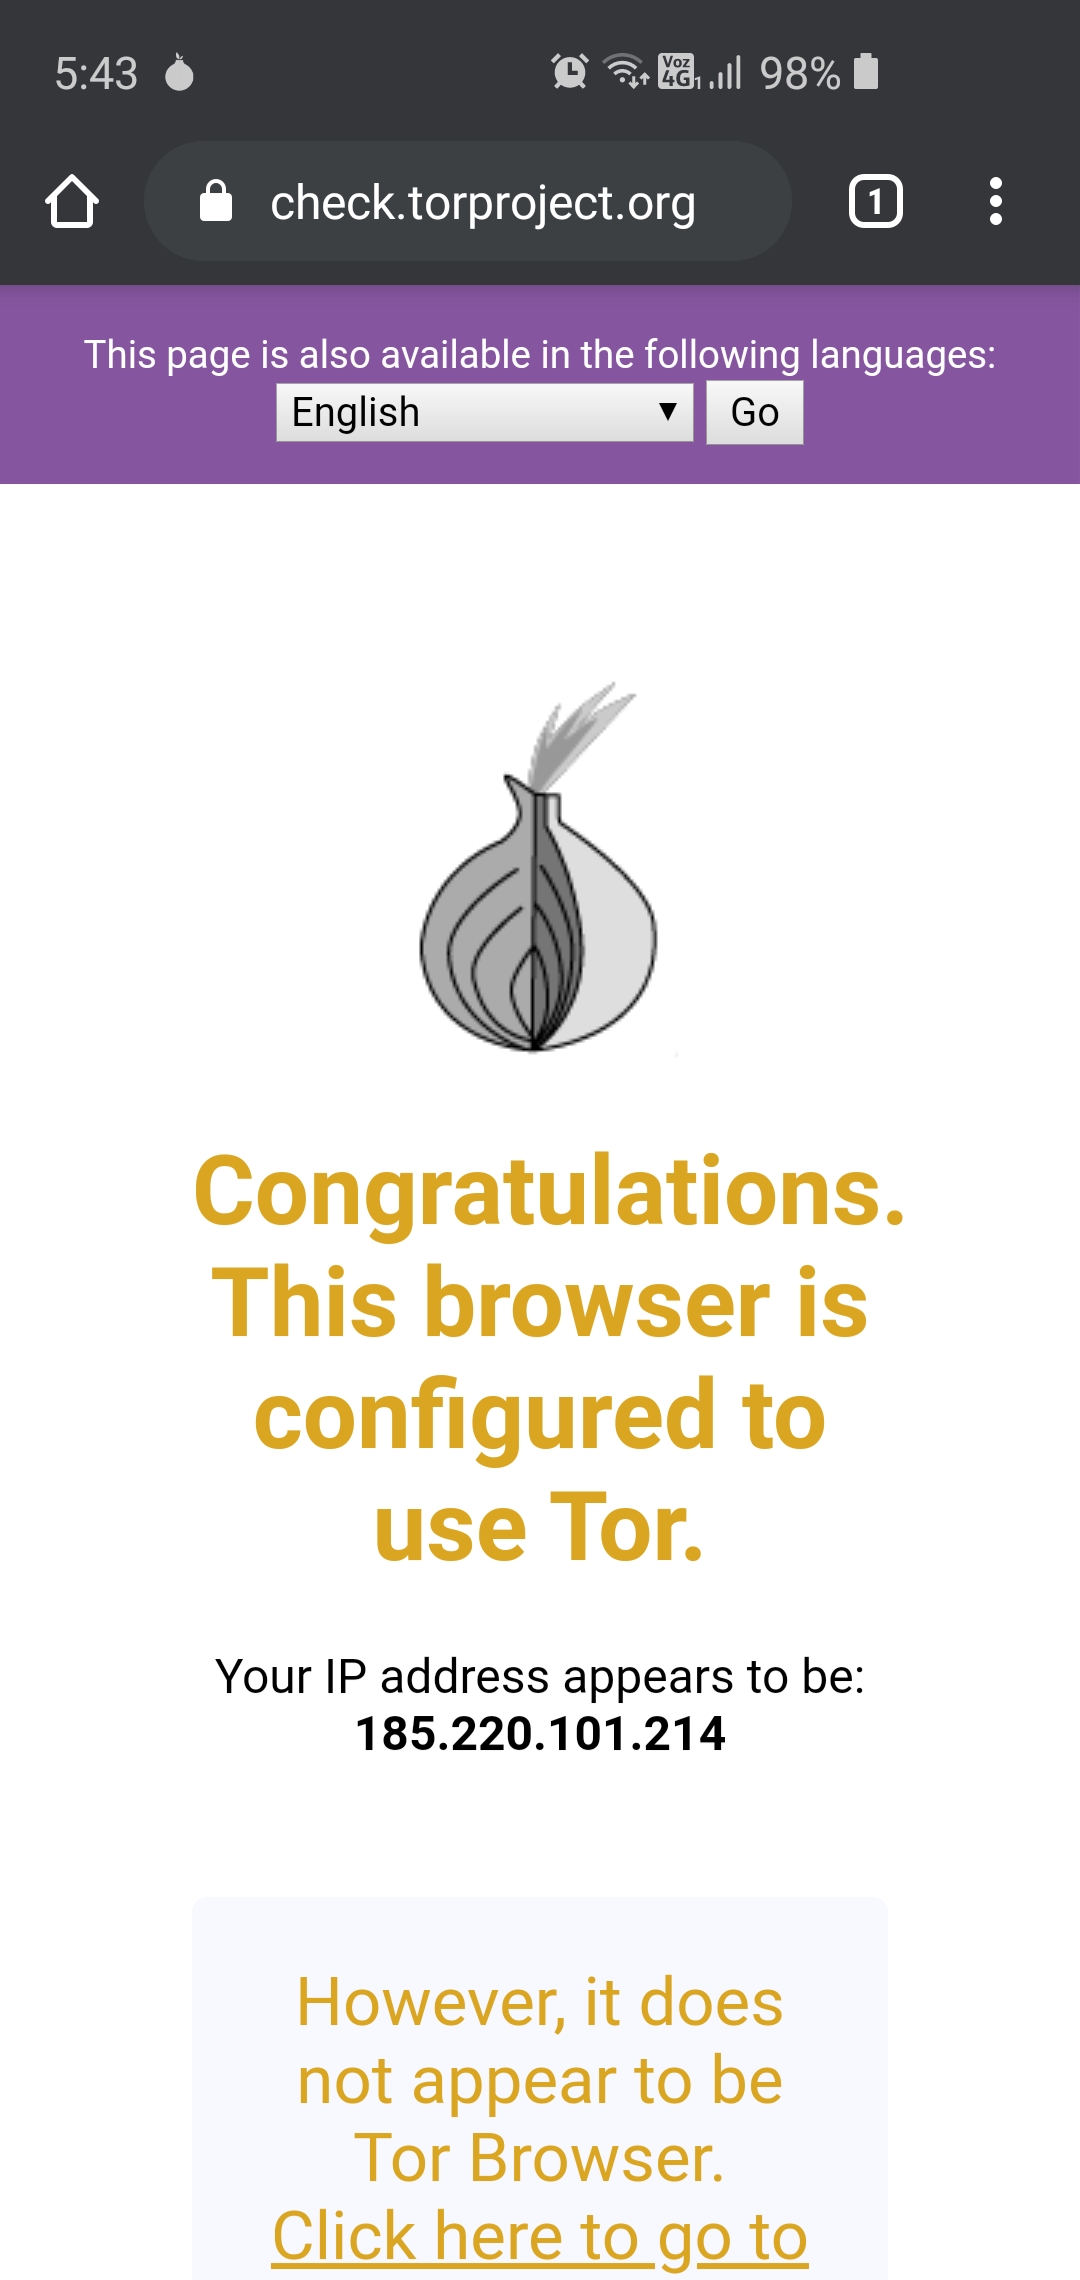 5:43 Voz 4G 1 98%
check.torproject.org 1
This page is also available in the following languages:
English Go
Congratulations.
This browser is
configured to
use Tor.
Your IP address appears to be:
185.220.101.214
However, it does
not appear to be
Tor Browser.
Click here to go to